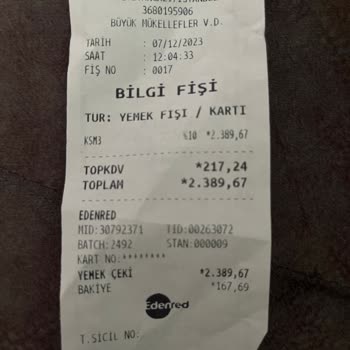 3680195906
BÜYÜK MÜKELLEFLER V.D.
TARİH : 07/12/2023
SAAT : 12:04:33
FİŞ NO : 0017
BİLGİ FİŞİ
TUR: YEMEK FIŞI / KARTI
KSM3 %10 *2.389,67
TOPKDV *217,24
TOPLAM *2.389,67
EDENRED
MID:30792371 TID:00263072
BATCH:2492 STAN:000009
KART NO:********
YEMEK ÇEKİ *2.389,67
BAKİYE *167,69
Edenred
T.SICIL NO: